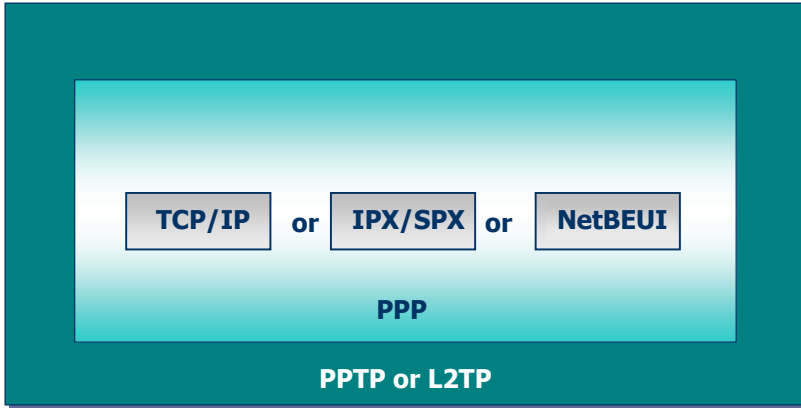 TCP/IP or IPX/SPX or NetBEUI
PPP
PPTP or L2TP